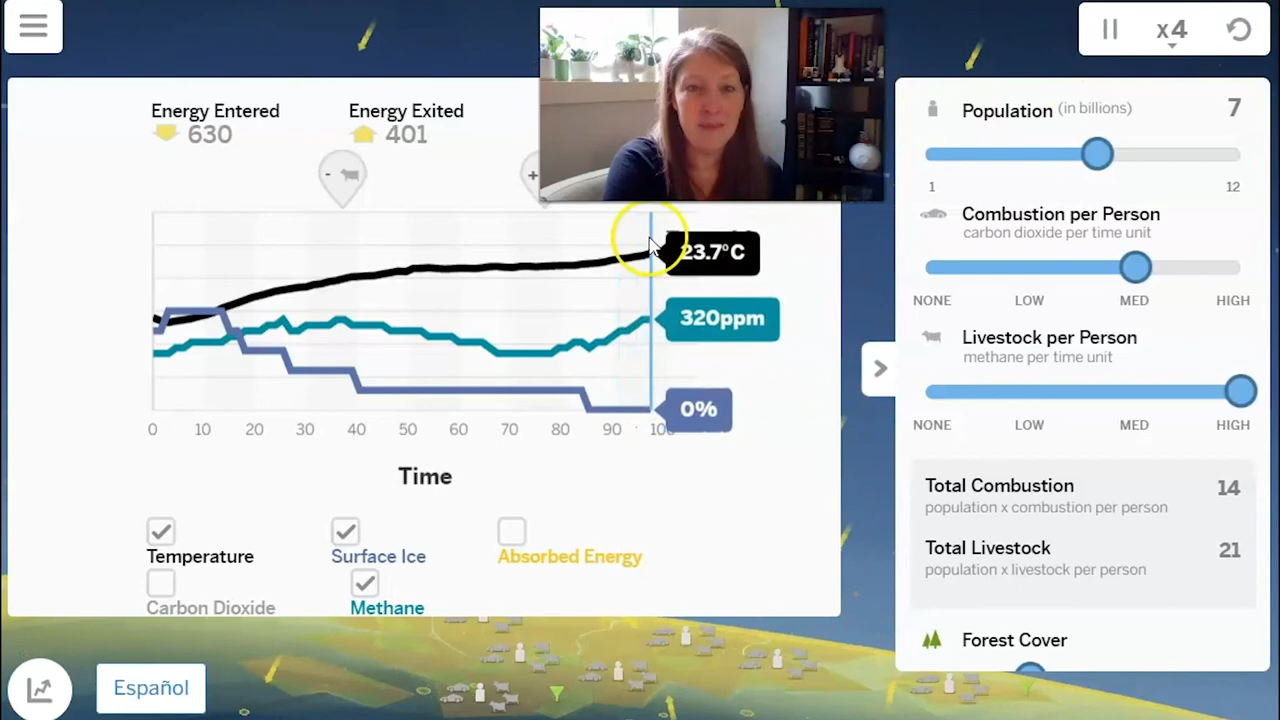 x4
Energy Entered
630
Energy Exited
401
-
+
23.7°C
320ppm
0%
0 10 20 30 40 50 60 70 80 90 100
Time
Temperature
Surface Ice
Absorbed Energy
Carbon Dioxide
Methane
Español
Population (in billions) 7
1 12
Combustion per Person
carbon dioxide per time unit
NONE LOW MED HIGH
Livestock per Person
methane per time unit
NONE LOW MED HIGH
Total Combustion 14
population x combustion per person
Total Livestock 21
population x livestock per person
Forest Cover